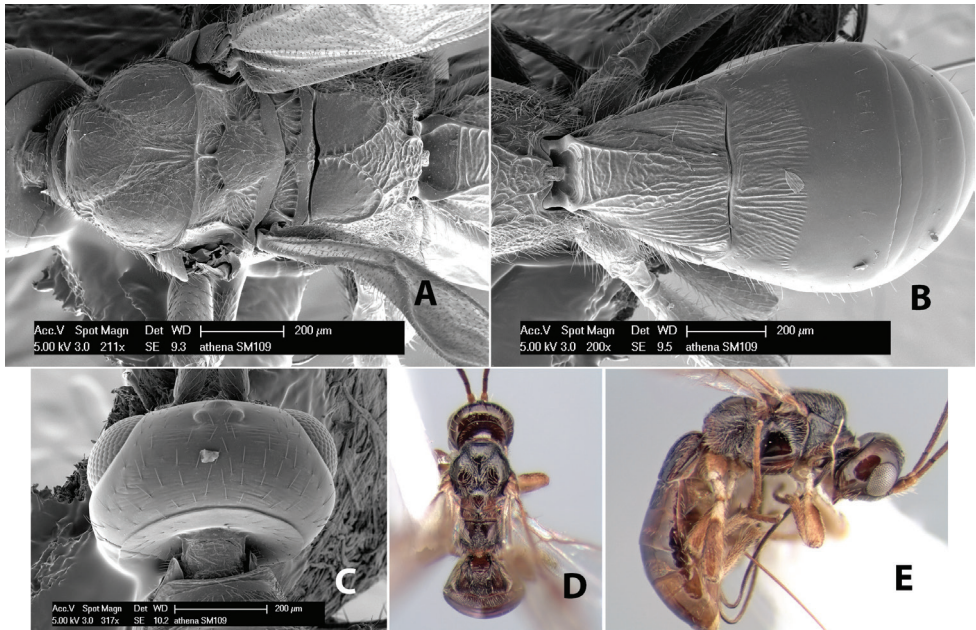 A
Acc.V Spot Magn Det WD 200 μm
5.00 kV 3.0 211x SE 9.3 athena SM109
B
Acc.V Spot Magn Det WD 200 μm
5.00 kV 3.0 200x SE 9.5 athena SM109
C
Acc.V Spot Magn Det WD 200 μm
5.00 kV 3.0 317x SE 10.2 athena SM109
D
E